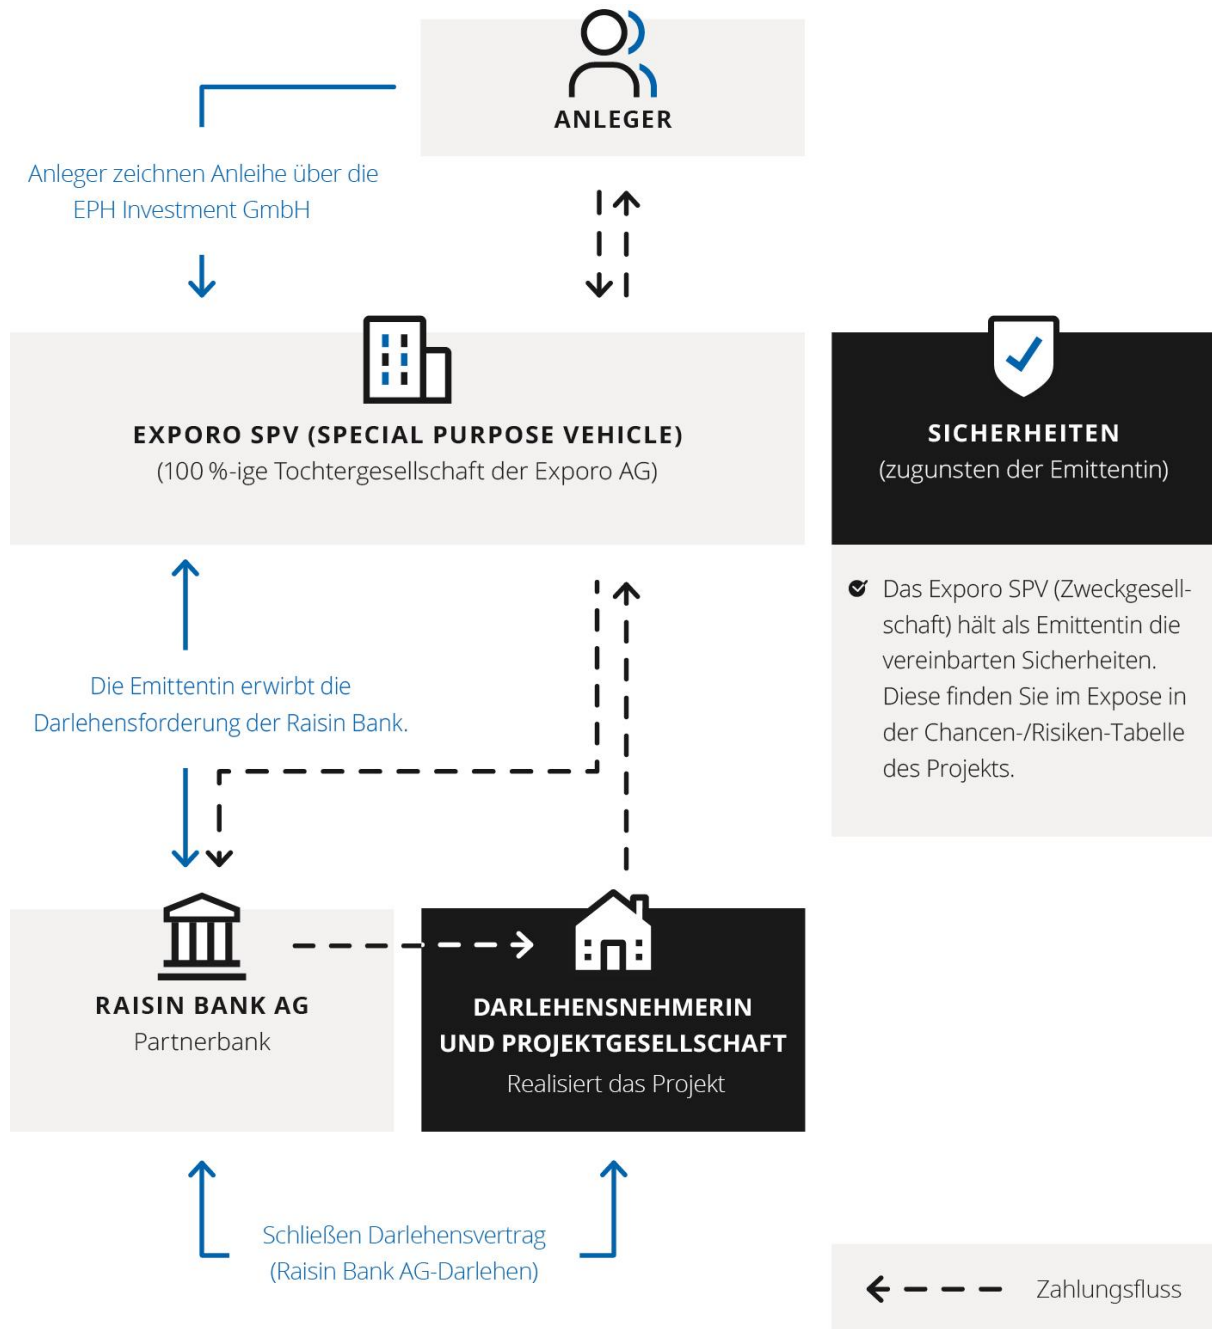 ANLEGER
Anleger zeichnen Anleihe über die
EPH Investment GmbH
EXPORO SPV (SPECIAL PURPOSE VEHICLE)
(100 %-ige Tochtergesellschaft der Exporo AG)
SICHERHEITEN
(zugunsten der Emittentin)
Das Exporo SPV (Zweckgesell-
schaft) hält als Emittentin die
vereinbarten Sicherheiten.
Diese finden Sie im Expose in
der Chancen-/Risiken-Tabelle
des Projekts.
Die Emittentin erwirbt die
Darlehensforderung der Raisin Bank.
RAISIN BANK AG
Partnerbank
DARLEHENSNEHMERIN
UND PROJEKTGESELLSCHAFT
Realisiert das Projekt
Schließen Darlehensvertrag
(Raisin Bank AG-Darlehen)
Zahlungsfluss